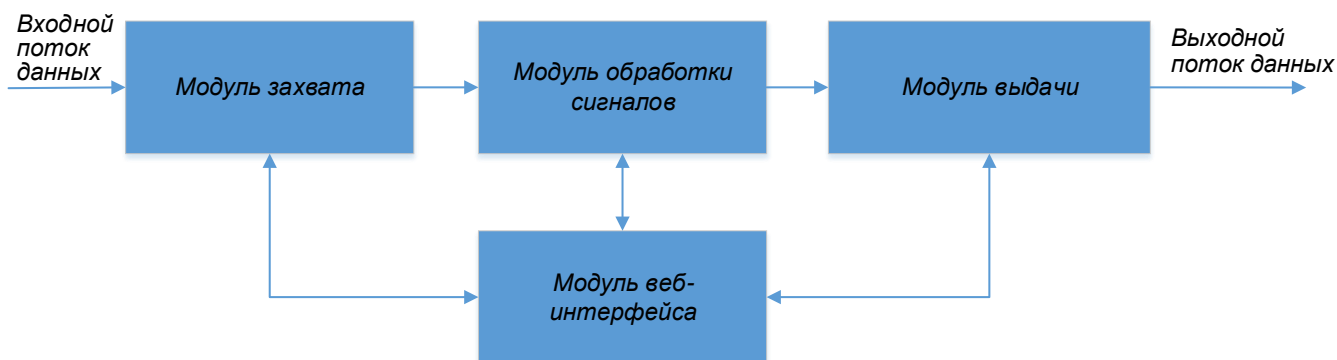 Входной
поток
данных
Модуль захвата
Модуль обработки
сигналов
Модуль выдачи
Выходной
поток данных
Модуль веб-
интерфейса